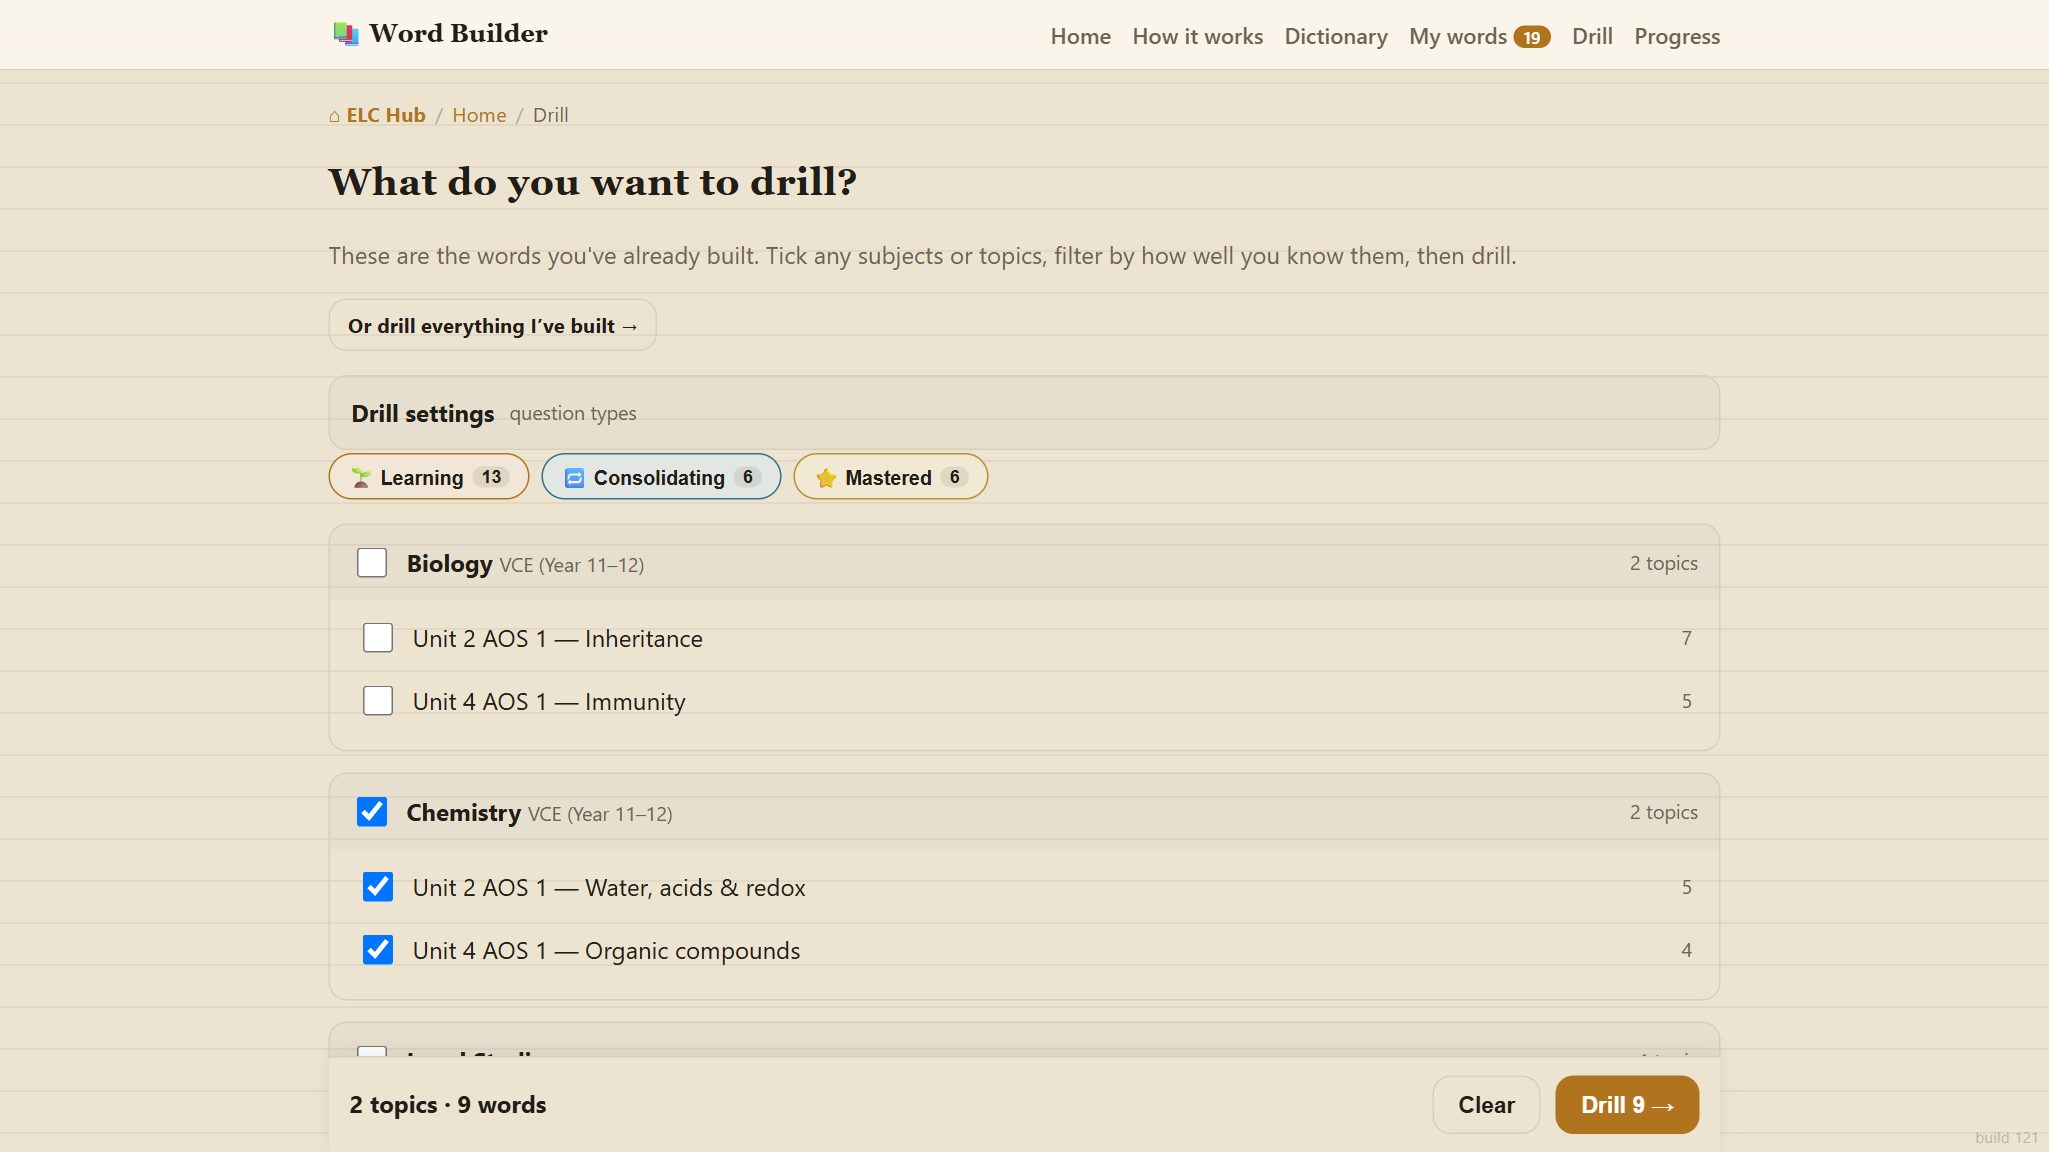 Word Builder
Home How it works Dictionary My words 19 Drill Progress
⌂ ELC Hub / Home / Drill
What do you want to drill?
These are the words you've already built. Tick any subjects or topics, filter by how well you know them, then drill.
Or drill everything I’ve built →
Drill settings question types
Learning 13 Consolidating 6 Mastered 6
Biology VCE (Year 11–12) 2 topics
Unit 2 AOS 1 — Inheritance 7
Unit 4 AOS 1 — Immunity 5
Chemistry VCE (Year 11–12) 2 topics
Unit 2 AOS 1 — Water, acids & redox 5
Unit 4 AOS 1 — Organic compounds 4
2 topics · 9 words Clear Drill 9 →
build 121